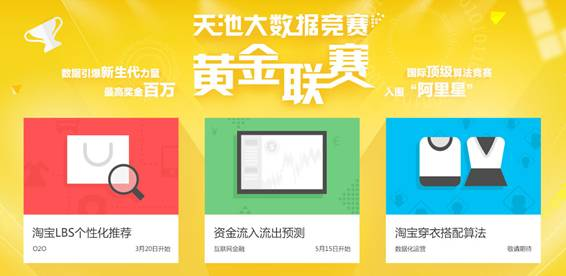 天池大数据竞赛
黄金联赛
数据引爆新生代力量
最高奖金百万
国际顶级算法竞赛
入围“阿里星”
淘宝LBS个性化推荐
O2O 3月20日开始
资金流入流出预测
互联网金融 5月15日开始
淘宝穿衣搭配算法
数据化运营 敬请期待